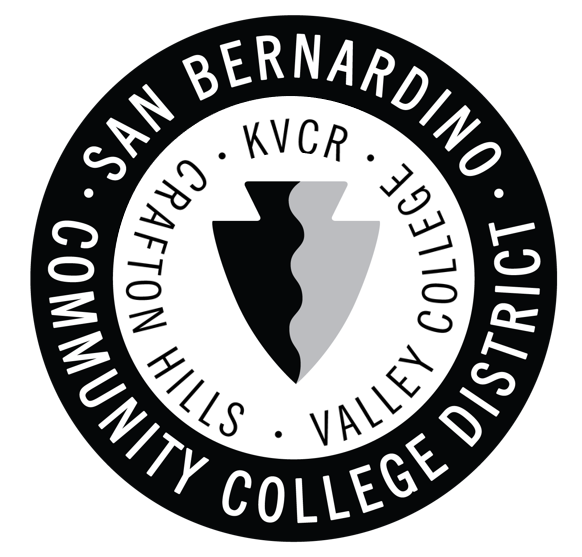 SAN BERNARDINO
COMMUNITY COLLEGE DISTRICT
KVCR
CRAFTON HILLS
VALLEY COLLEGE